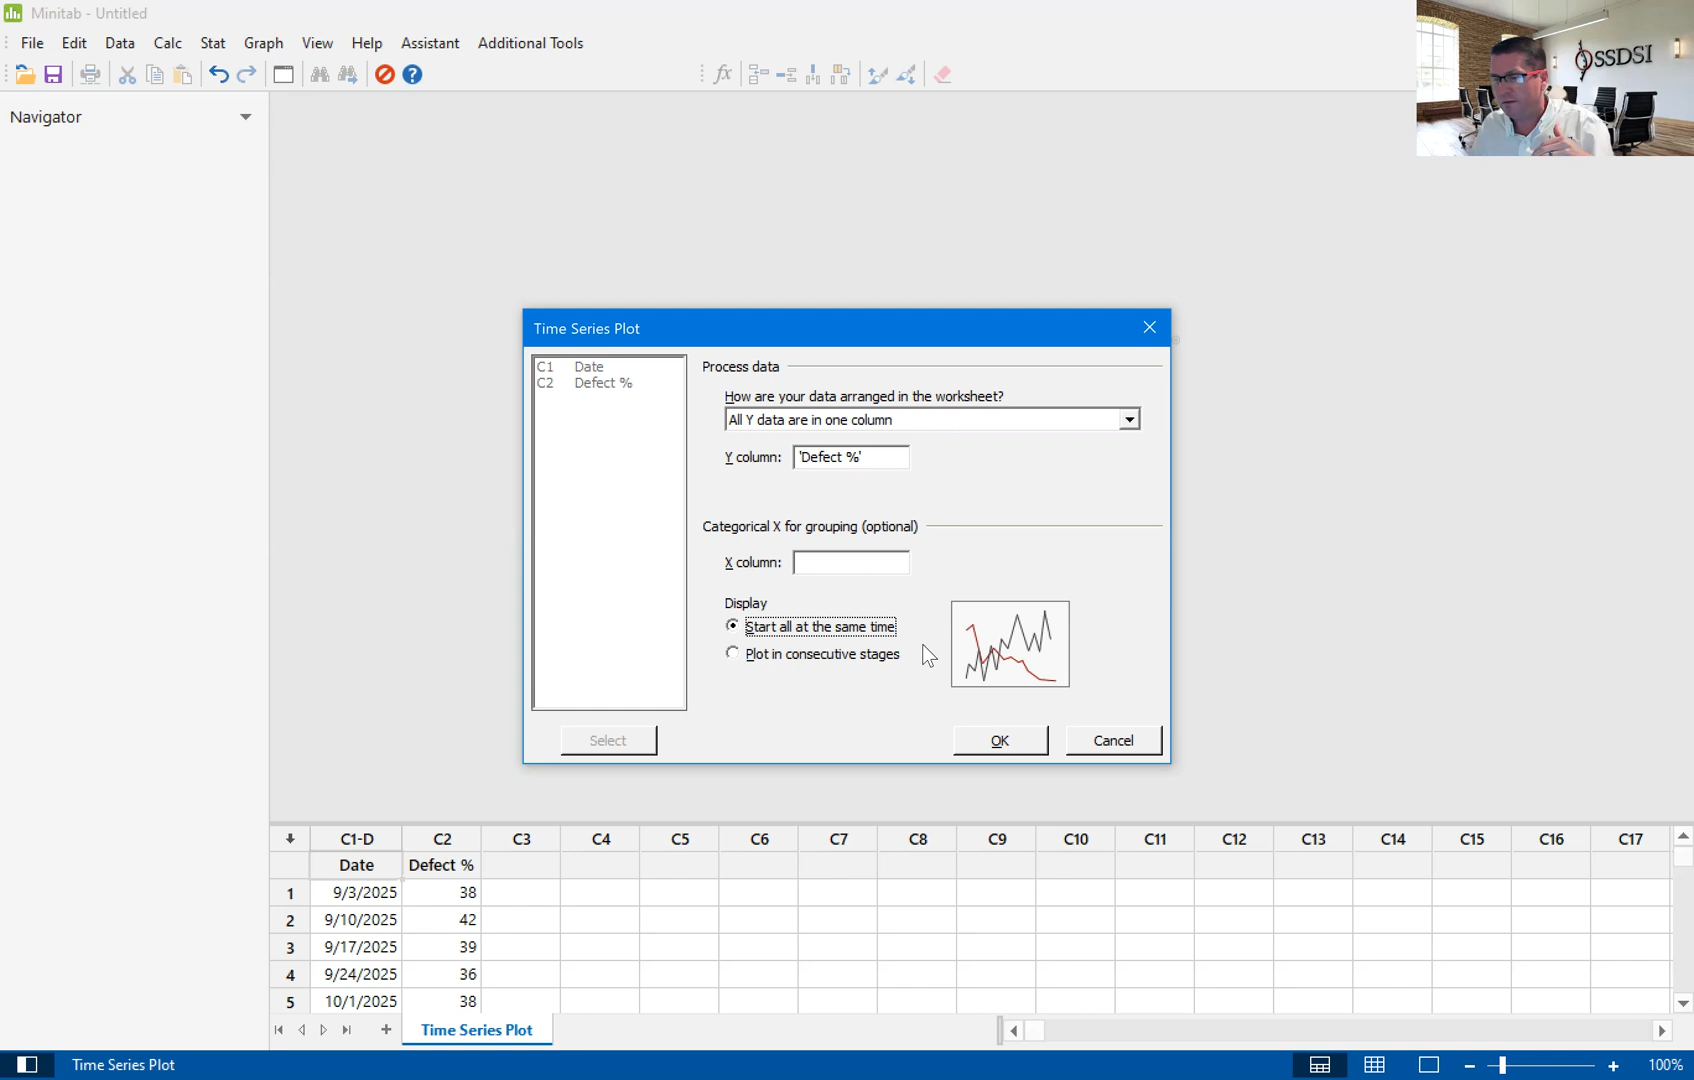 Minitab - Untitled
File Edit Data Calc Stat Graph View Help Assistant Additional Tools
SSDSI
fx
Navigator
Time Series Plot
C1 Date
C2 Defect %
Process data
How are your data arranged in the worksheet?
All Y data are in one column
Y column: 'Defect %'
Categorical X for grouping (optional)
X column:
Display
Start all at the same time
Plot in consecutive stages
Select OK Cancel
C1-D C2 C3 C4 C5 C6 C7 C8 C9 C10 C11 C12 C13 C14 C15 C16 C17
Date Defect %
1 9/3/2025 38
2 9/10/2025 42
3 9/17/2025 39
4 9/24/2025 36
5 10/1/2025 38
Time Series Plot
Time Series Plot 100%